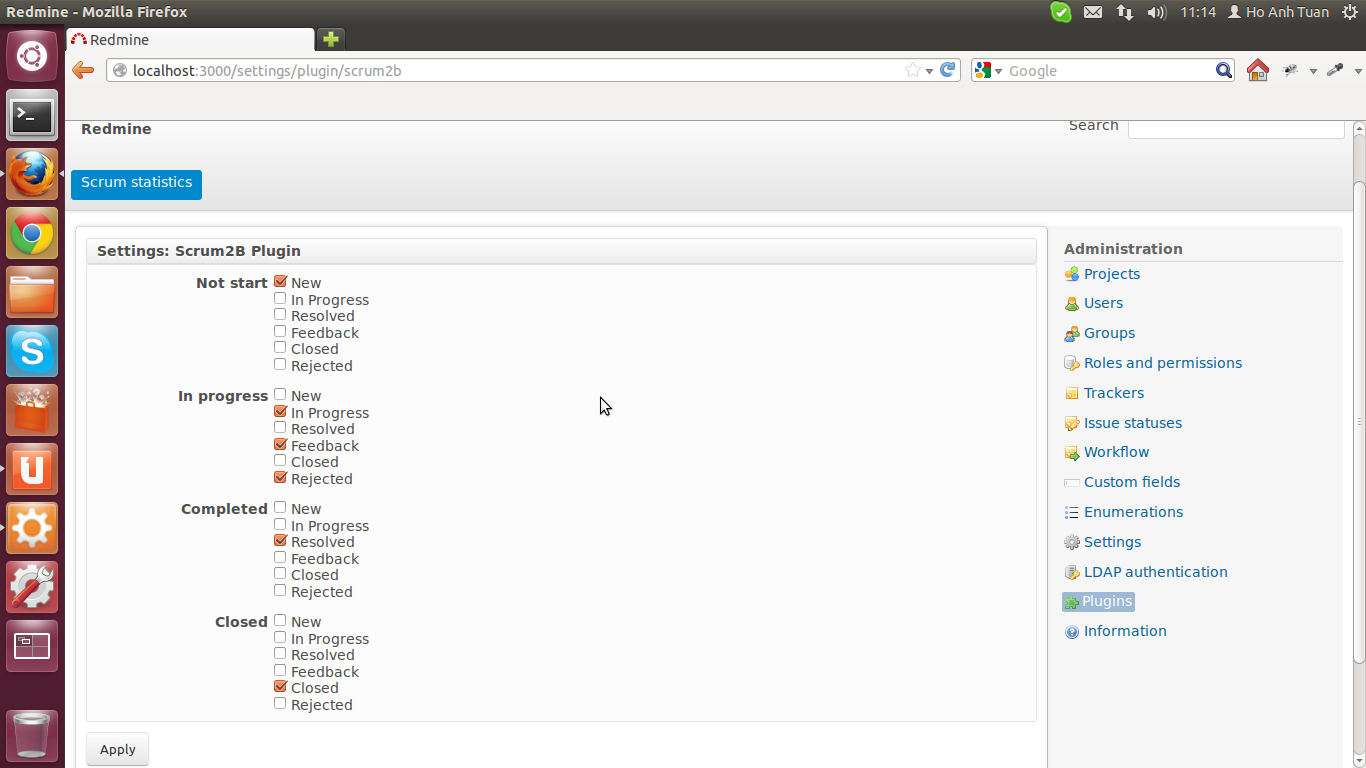 Redmine - Mozilla Firefox
11:14
Ho Anh Tuan
Redmine
localhost:3000/settings/plugin/scrum2b
Google
Redmine
Search
Scrum statistics
Settings: Scrum2B Plugin
Not start
New
In Progress
Resolved
Feedback
Closed
Rejected
In progress
New
In Progress
Resolved
Feedback
Closed
Rejected
Completed
New
In Progress
Resolved
Feedback
Closed
Rejected
Closed
New
In Progress
Resolved
Feedback
Closed
Rejected
Apply
Administration
Projects
Users
Groups
Roles and permissions
Trackers
Issue statuses
Workflow
Custom fields
Enumerations
Settings
LDAP authentication
Plugins
Information